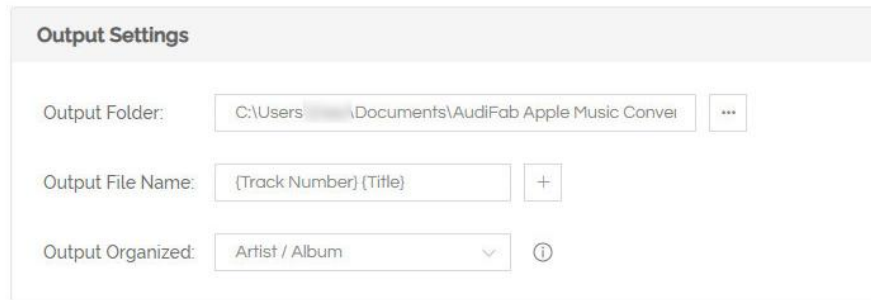 Output Settings
Output Folder: C:\Users \Documents\AudiFab Apple Music Conver ...
Output File Name: {Track Number} {Title} +
Output Organized: Artist / Album